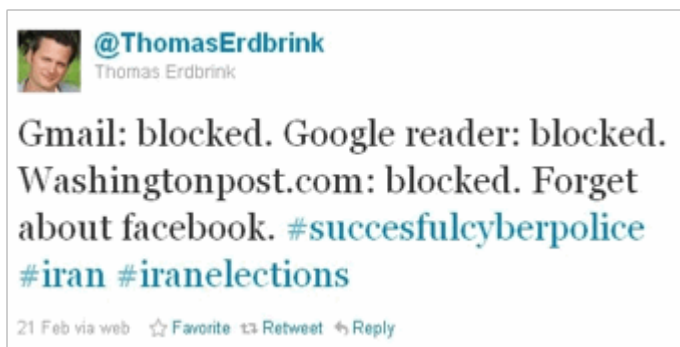 @ThomasErdbrink
Thomas Erdbrink
Gmail: blocked. Google reader: blocked.
Washingtonpost.com: blocked. Forget
about facebook. #succesfulcyberpolice
#iran #iranelections
21 Feb via web Favorite Retweet Reply